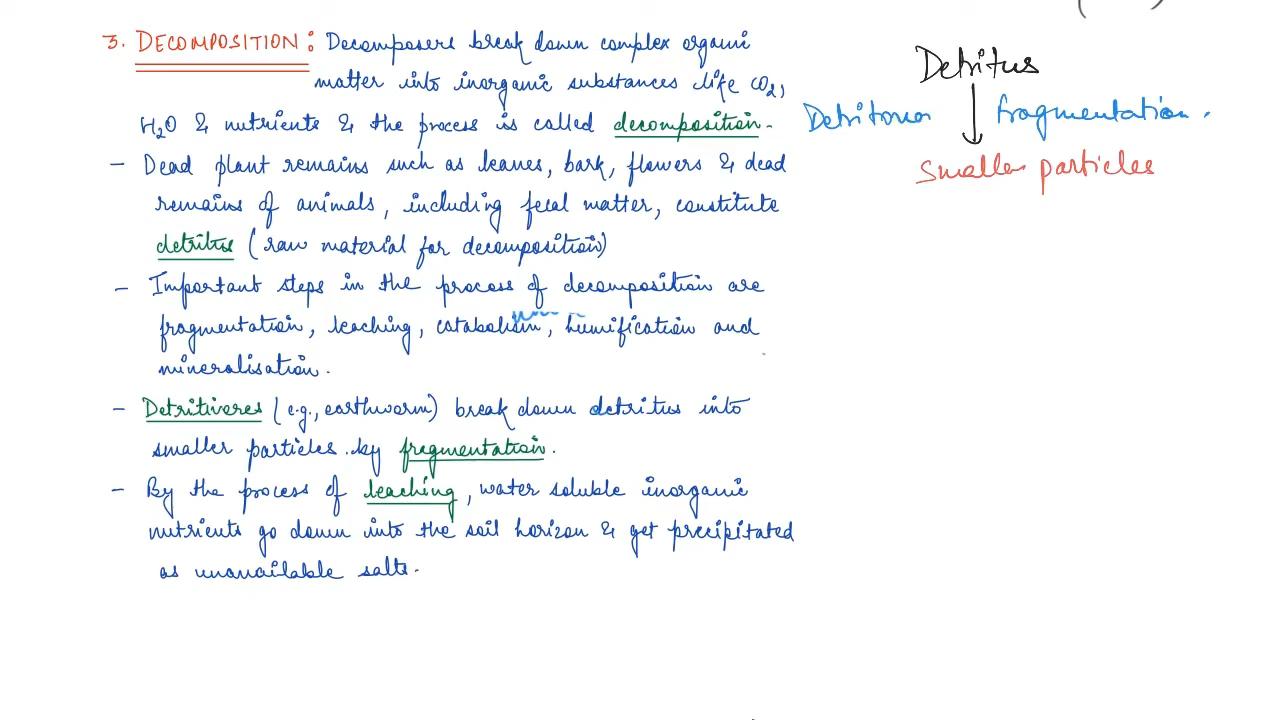 3. DECOMPOSITION: Decomposers break down complex organic
matter into inorganic substances life CO2,
H2O & nutrients & the process is called decomposition.
- Dead plant remains such as leaves, bark, flowers & dead
remains of animals, including fecal matter, constitute
detritus (raw material for decomposition)
- Important steps in the process of decomposition are
fragmentation, leaching, catabolism, humification and
mineralisation.
- Detritivores (e.g., earthworm) break down detritus into
smaller particles by fragmentation.
- By the process of leaching, water soluble inorganic
nutrients go down into the soil horizon & get precipitated
as unavailable salts.
Detritus
fragmentation.
Smaller particles